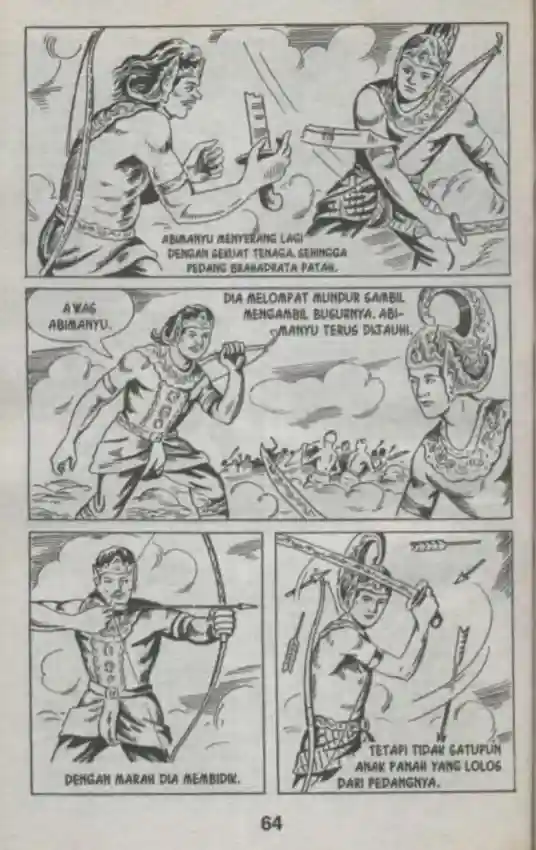 ABIMANYU MENYERANG LAGI
DENGAN SEKUAT TENAGA. SEHINGGA
PEDANG BRAHADRATA PATAH.
AWAS
ABIMANYU.
DIA MELOMPAT MUNDUR SAMBIL
MENGAMBIL BUSURNYA. ABI-
MANYU TERUS DIJAUHI.
DENGAN MARAH DIA MEMBIDIK.
TETAPI TIDAK SATUPUN
ANAK PANAH YANG LOLOS
DARI PEDANGNYA.
64